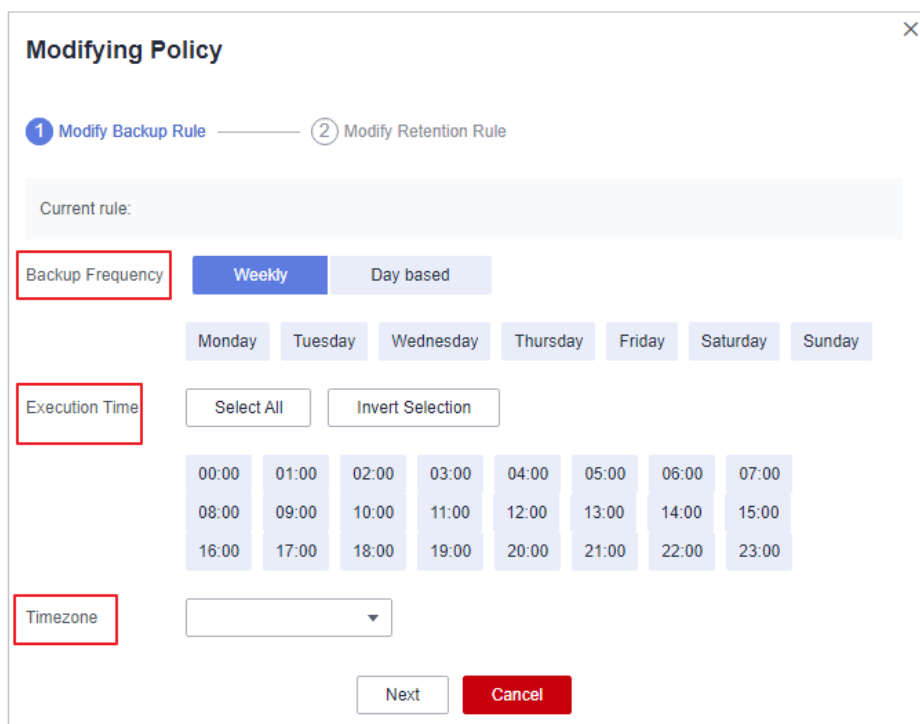 Modifying Policy
1 Modify Backup Rule 2 Modify Retention Rule
Current rule:
Backup Frequency Weekly Day based
Monday Tuesday Wednesday Thursday Friday Saturday Sunday
Execution Time Select All Invert Selection
00:00 01:00 02:00 03:00 04:00 05:00 06:00 07:00
08:00 09:00 10:00 11:00 12:00 13:00 14:00 15:00
16:00 17:00 18:00 19:00 20:00 21:00 22:00 23:00
Timezone
Next Cancel